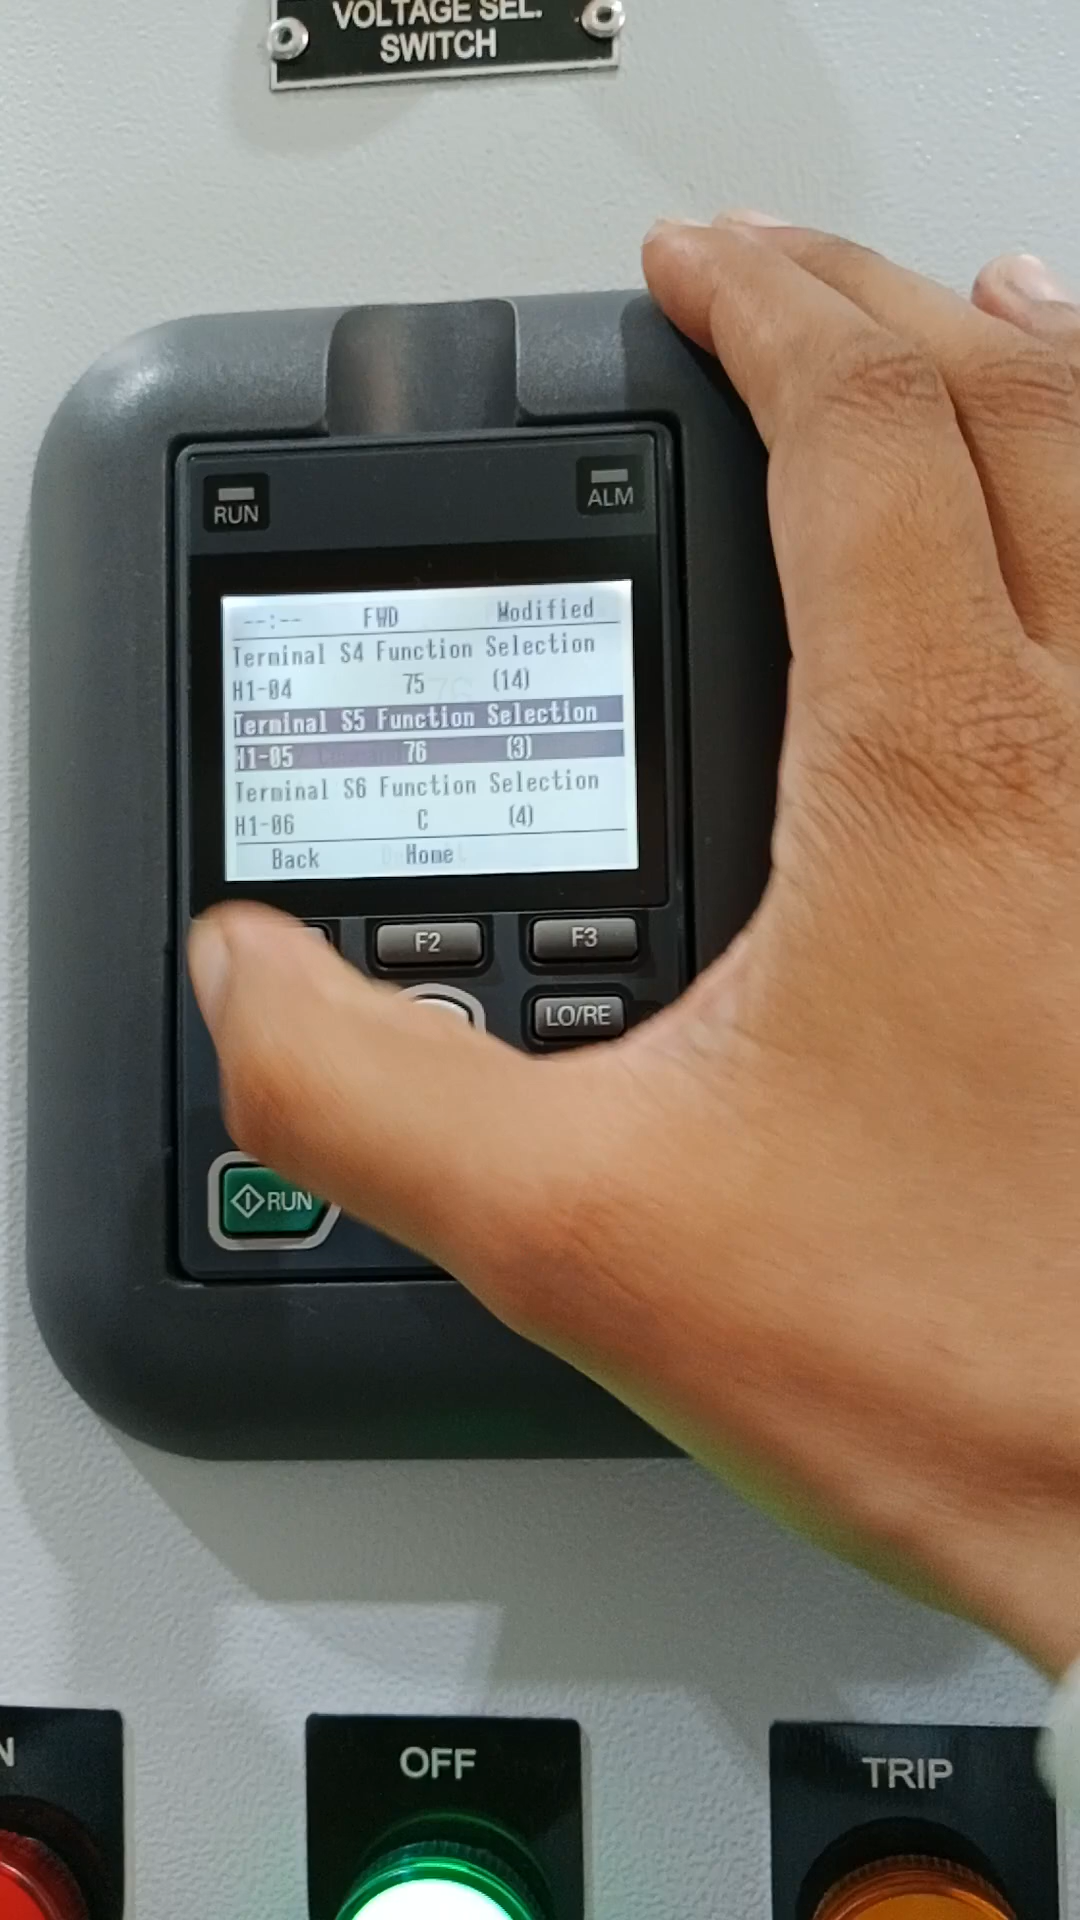 VOLTAGE SEL.
SWITCH
RUN
ALM
--:-- FWD Modified
Terminal S4 Function Selection
H1-04 75 (14)
Terminal S5 Function Selection
H1-05 76 (3)
Terminal S6 Function Selection
H1-06 C (4)
Back Home
F2
F3
LO/RE
RUN
N
OFF
TRIP